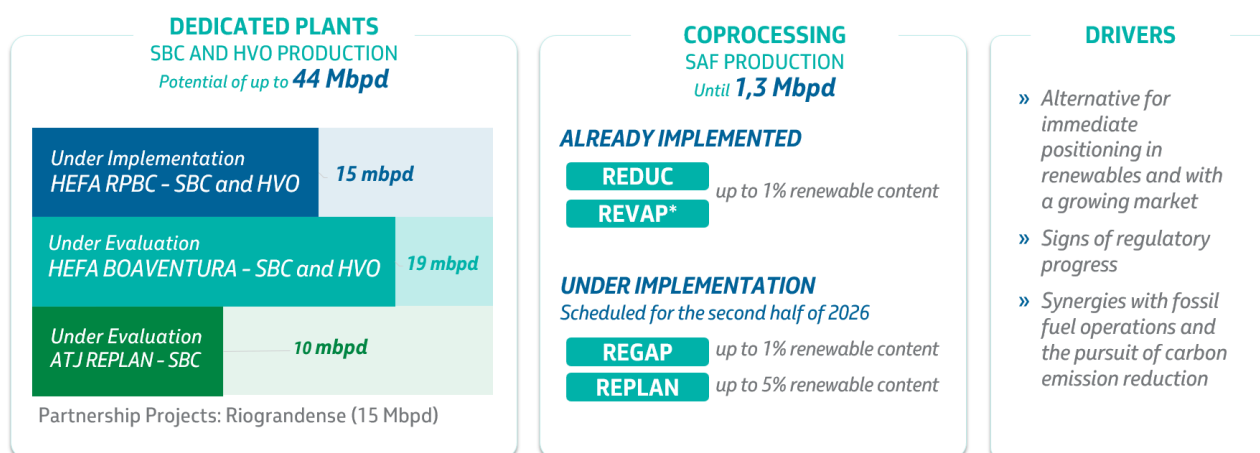 DEDICATED PLANTS
SBC AND HVO PRODUCTION
Potential of up to 44 Mbpd
Under Implementation
HEFA RPBC - SBC and HVO
15 mbpd
Under Evaluation
HEFA BOAVENTURA - SBC and HVO
19 mbpd
Under Evaluation
ATJ REPLAN - SBC
10 mbpd
Partnership Projects: Riograndense (15 Mbpd)
COPROCESSING
SAF PRODUCTION
Until 1,3 Mbpd
ALREADY IMPLEMENTED
REDUC
up to 1% renewable content
REVAP*
UNDER IMPLEMENTATION
Scheduled for the second half of 2026
REGAP
up to 1% renewable content
REPLAN
up to 5% renewable content
DRIVERS
» Alternative for
immediate
positioning in
renewables and with
a growing market
» Signs of regulatory
progress
» Synergies with fossil
fuel operations and
the pursuit of carbon
emission reduction